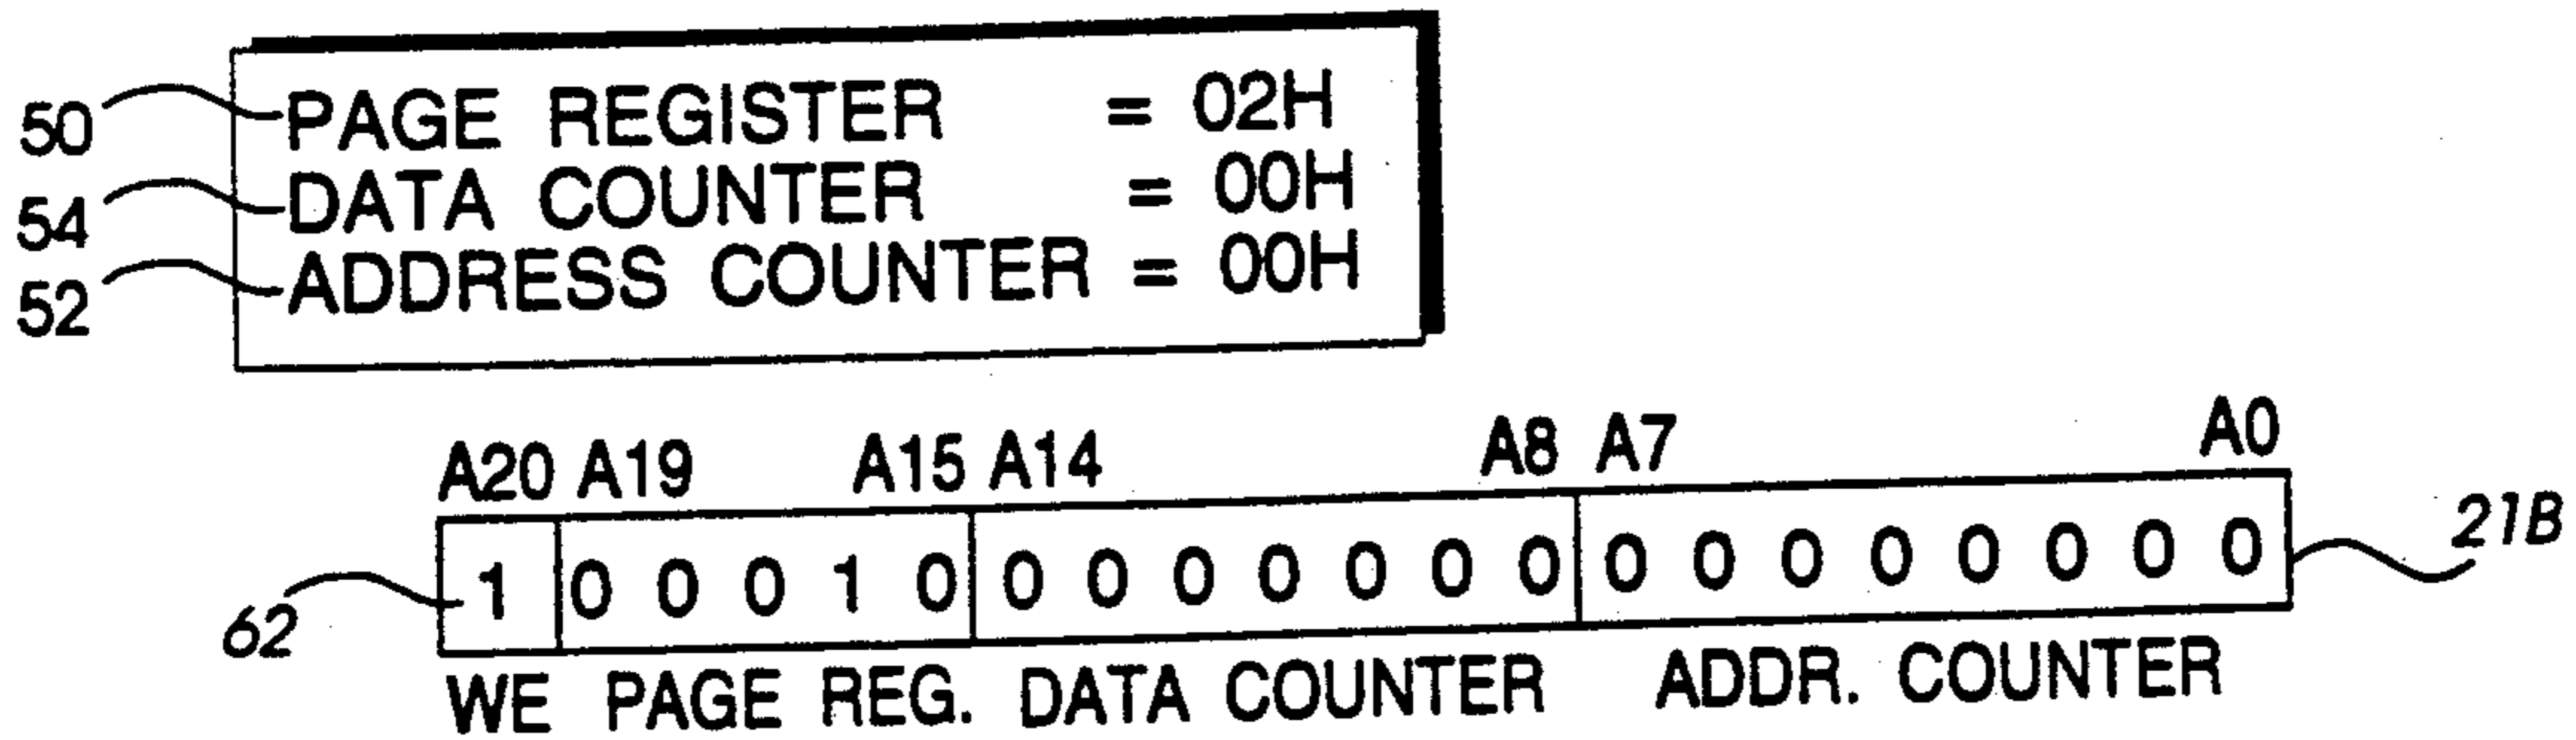 50 PAGE REGISTER = 02H
54 DATA COUNTER = 00H
52 ADDRESS COUNTER = 00H
A20 A19 A15 A14 A8 A7 A0
1 0 0 0 1 0 0 0 0 0 0 0 0 0 0 0 0 0 0 0 0 21B
62
WE PAGE REG. DATA COUNTER ADDR. COUNTER